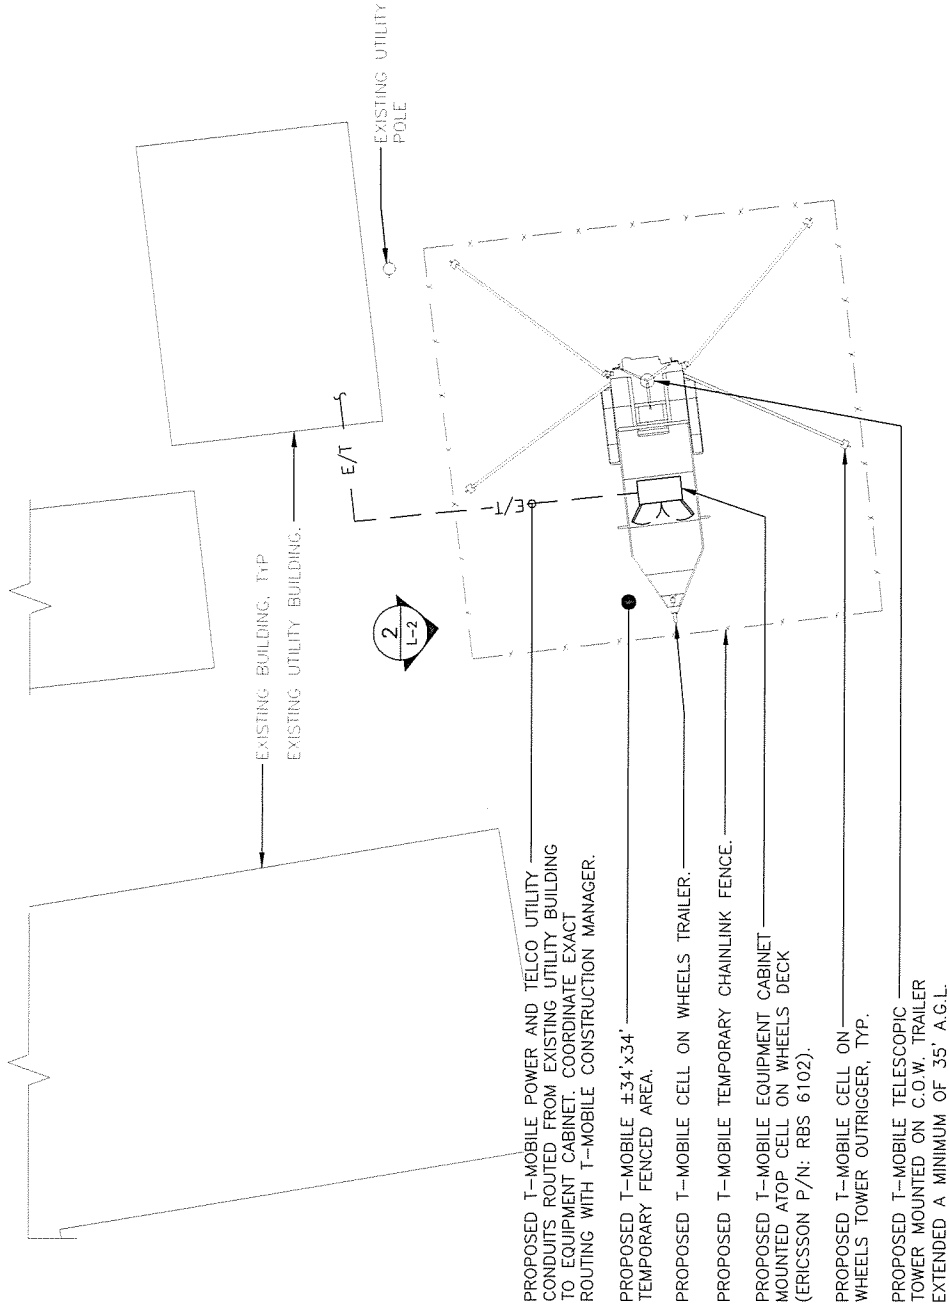 EXISTING UTILITY
POLE
EXISTING BUILDING, TYP
EXISTING UTILITY BUILDING.
E/T
E/T
2
L-2
PROPOSED T-MOBILE POWER AND TELCO UTILITY
CONDUITS ROUTED FROM EXISTING UTILITY BUILDING
TO EQUIPMENT CABINET. COORDINATE EXACT
ROUTING WITH T-MOBILE CONSTRUCTION MANAGER.
PROPOSED T-MOBILE ±34'x34'
TEMPORARY FENCED AREA.
PROPOSED T-MOBILE CELL ON WHEELS TRAILER.
PROPOSED T-MOBILE TEMPORARY CHAINLINK FENCE.
PROPOSED T-MOBILE EQUIPMENT CABINET
MOUNTED ATOP CELL ON WHEELS DECK
(ERICSSON P/N: RBS 6102).
PROPOSED T-MOBILE CELL ON
WHEELS TOWER OUTRIGGER, TYP.
PROPOSED T-MOBILE TELESCOPIC
TOWER MOUNTED ON C.O.W. TRAILER
EXTENDED A MINIMUM OF 35' A.G.L.